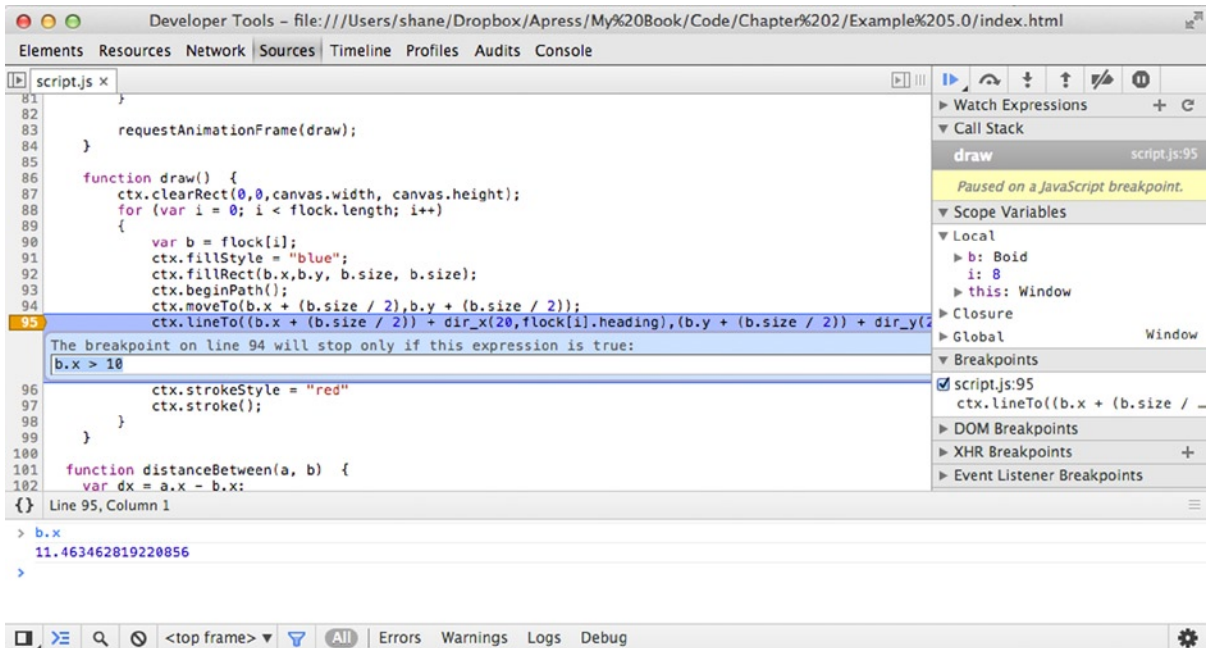 Developer Tools – file:///Users/shane/Dropbox/Apress/My%20Book/Code/Chapter%202/Example%205.0/index.html
Elements Resources Network Sources Timeline Profiles Audits Console
script.js ×
81 }
82
83 requestAnimationFrame(draw);
84 }
85
86 function draw() {
87 ctx.clearRect(0,0,canvas.width, canvas.height);
88 for (var i = 0; i < flock.length; i++)
89 {
90 var b = flock[i];
91 ctx.fillStyle = "blue";
92 ctx.fillRect(b.x,b.y, b.size, b.size);
93 ctx.beginPath();
94 ctx.moveTo(b.x + (b.size / 2),b.y + (b.size / 2));
95 ctx.lineTo((b.x + (b.size / 2)) + dir_x(20,flock[i].heading),(b.y + (b.size / 2)) + dir_y(2
The breakpoint on line 94 will stop only if this expression is true:
b.x > 10
96 ctx.strokeStyle = "red"
97 ctx.stroke();
98 }
99 }
100
101 function distanceBetween(a, b) {
102 var dx = a.x - b.x;
{} Line 95, Column 1
> b.x
11.463462819220856
>
<top frame> ▼ All Errors Warnings Logs Debug
▶ Watch Expressions +
▼ Call Stack
draw script.js:95
Paused on a JavaScript breakpoint.
▼ Scope Variables
▼ Local
▶ b: Boid
i: 8
▶ this: Window
▶ Closure
▶ Global Window
▼ Breakpoints
script.js:95
ctx.lineTo((b.x + (b.size / …
▶ DOM Breakpoints
▶ XHR Breakpoints +
▶ Event Listener Breakpoints